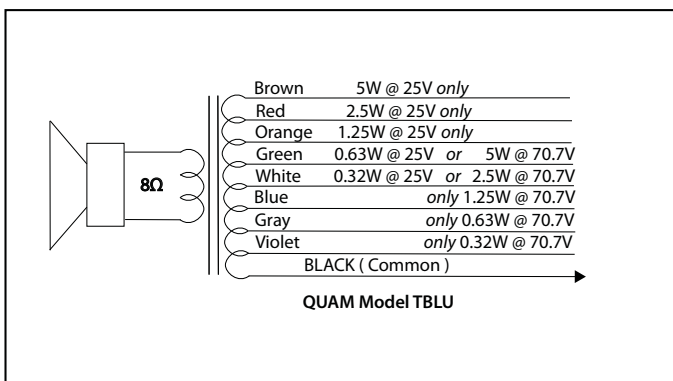 Brown 5W @ 25V only
Red 2.5W @ 25V only
Orange 1.25W @ 25V only
Green 0.63W @ 25V or 5W @ 70.7V
White 0.32W @ 25V or 2.5W @ 70.7V
Blue only 1.25W @ 70.7V
Gray only 0.63W @ 70.7V
Violet only 0.32W @ 70.7V
BLACK ( Common )
8Ω
QUAM Model TBLU